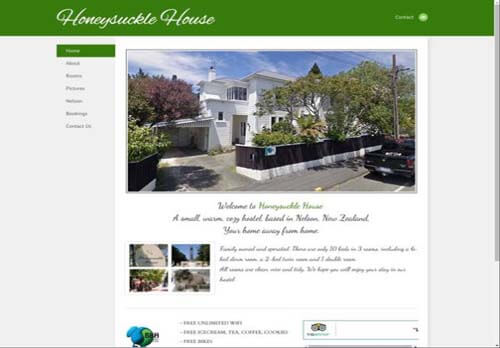 Honeysuckle House
Contact
Home
About
Rooms
Pictures
Nelson
Bookings
Contact Us
Welcome to Honeysuckle House
A small, warm, cozy hostel, based in Nelson, New Zealand.
Your home away from home.
Family owned and operated. There are only 10 beds in 3 rooms, including a 6-
bed dorm room, a 2-bed twin room and 1 double room.
All rooms are clean, nice and tidy. We hope you will enjoy your stay in our
hostel
BBH
- FREE UNLIMITED WIFI
- FREE ICECREAM, TEA, COFFEE, COOKIES
- FREE BIKES